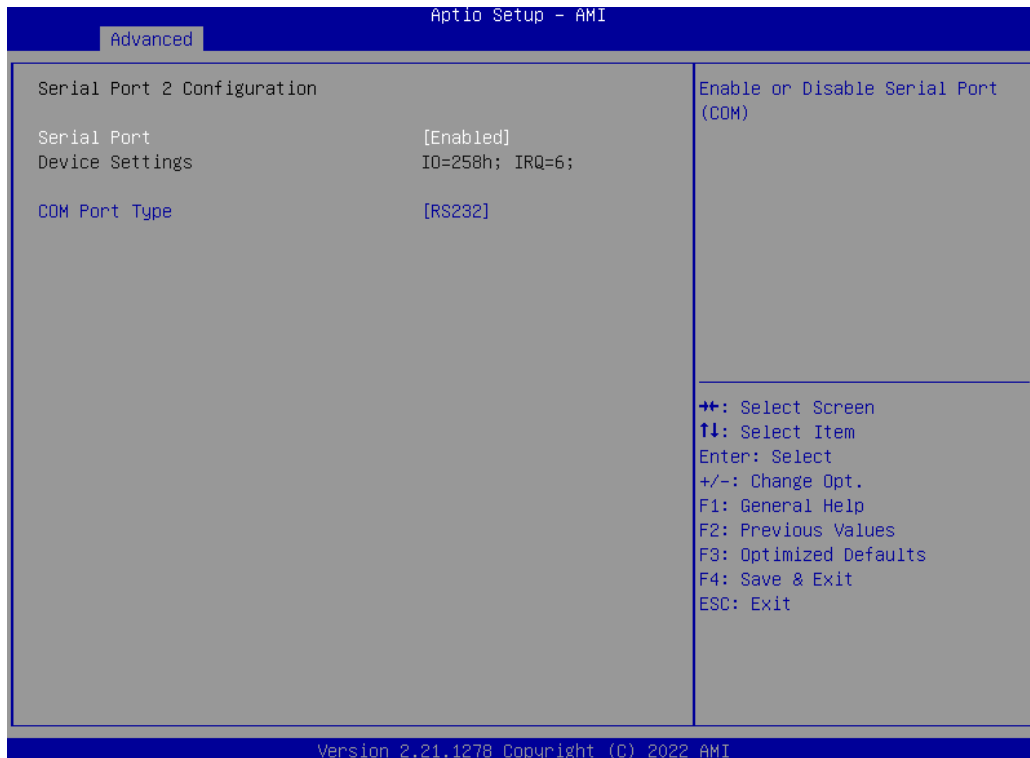 Aptio Setup - AMI
Advanced
Serial Port 2 Configuration
Serial Port [Enabled]
Device Settings IO=258h; IRQ=6;
COM Port Type [RS232]
Enable or Disable Serial Port
(COM)
→←: Select Screen
↑↓: Select Item
Enter: Select
+/-: Change Opt.
F1: General Help
F2: Previous Values
F3: Optimized Defaults
F4: Save & Exit
ESC: Exit
Version 2.21.1278 Copyright (C) 2022 AMI